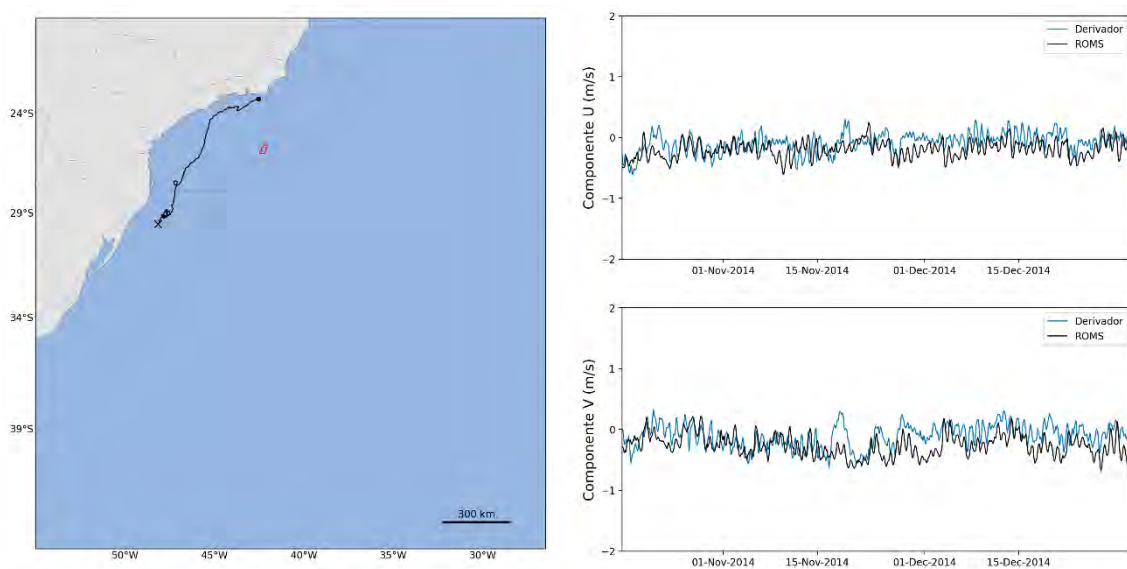 24°S
29°S
34°S
39°S
50°W
45°W
40°W
35°W
30°W
300 km
Componente U (m/s)
2
1
0
−1
−2
Derivador
ROMS
01-Nov-2014
15-Nov-2014
01-Dec-2014
15-Dec-2014
Componente V (m/s)
2
1
0
−1
−2
Derivador
ROMS
01-Nov-2014
15-Nov-2014
01-Dec-2014
15-Dec-2014